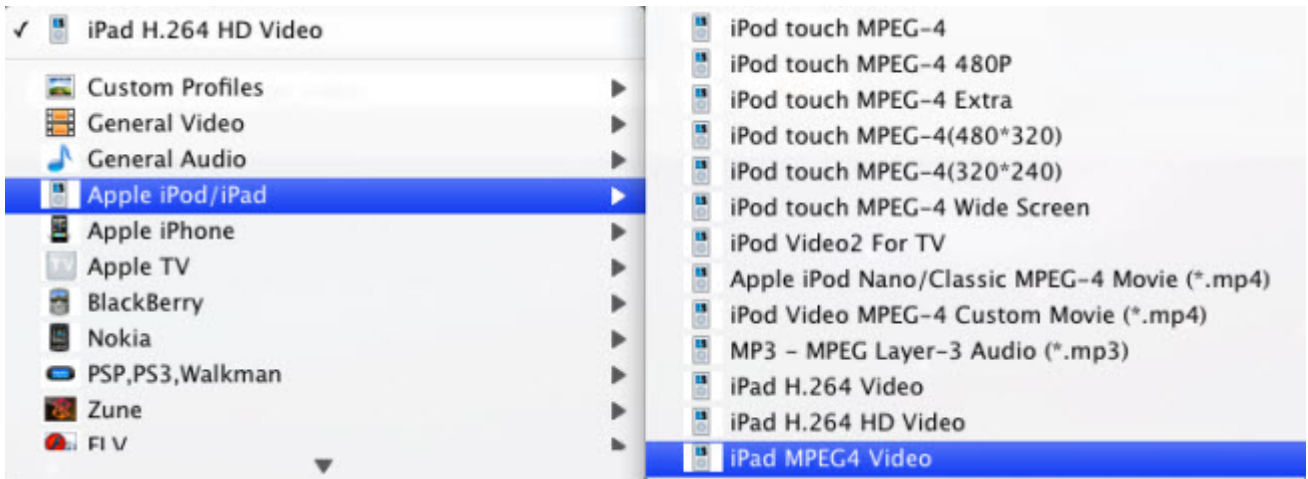 iPad H.264 HD Video
Custom Profiles
General Video
General Audio
Apple iPod/iPad
Apple iPhone
Apple TV
BlackBerry
Nokia
PSP,PS3,Walkman
Zune
FLV
iPod touch MPEG-4
iPod touch MPEG-4 480P
iPod touch MPEG-4 Extra
iPod touch MPEG-4(480*320)
iPod touch MPEG-4(320*240)
iPod touch MPEG-4 Wide Screen
iPod Video2 For TV
Apple iPod Nano/Classic MPEG-4 Movie (*.mp4)
iPod Video MPEG-4 Custom Movie (*.mp4)
MP3 - MPEG Layer-3 Audio (*.mp3)
iPad H.264 Video
iPad H.264 HD Video
iPad MPEG4 Video